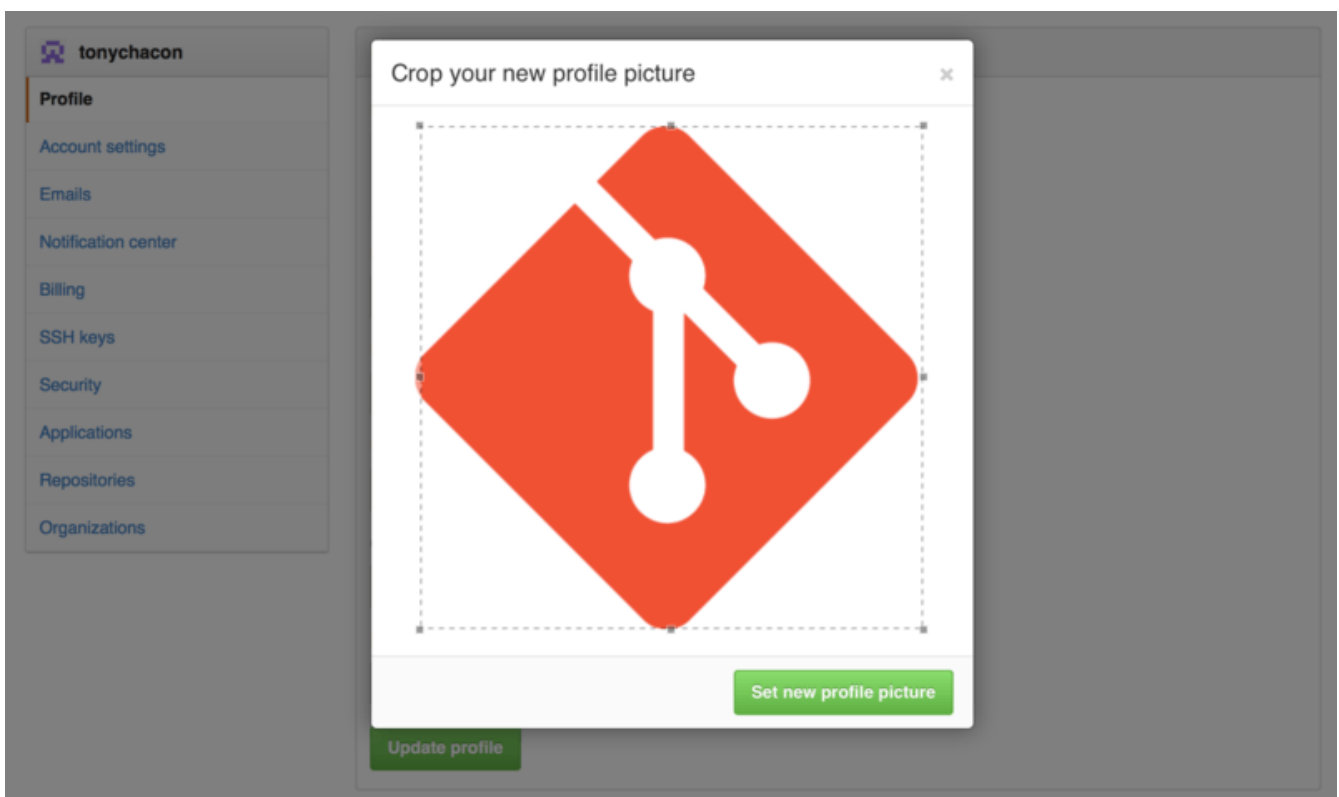 tonychacon
Profile
Account settings
Emails
Notification center
Billing
SSH keys
Security
Applications
Repositories
Organizations
Crop your new profile picture
×
Set new profile picture
Update profile